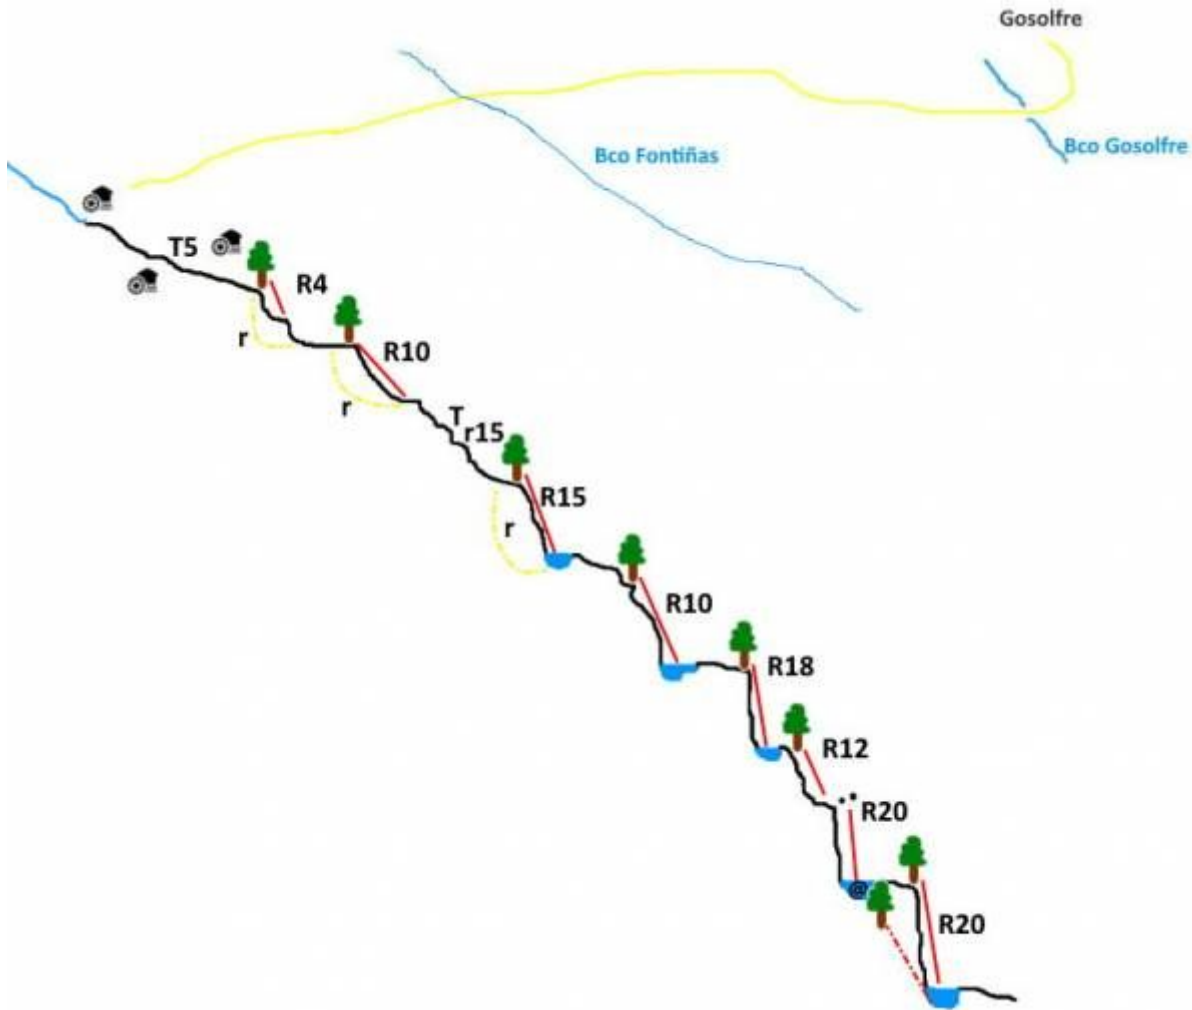 Gosolfre
Bco Fontiñas
Bco Gosolfre
T5
R4
r
R10
r
T
r15
R15
r
R10
R18
R12
R20
@
R20